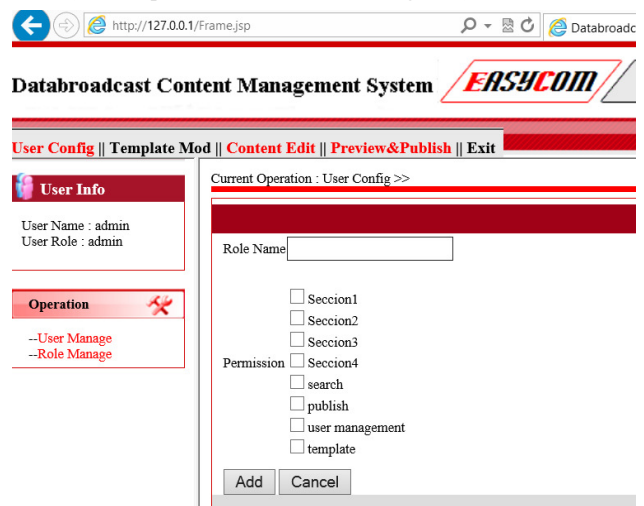 http://127.0.0.1/Frame.jsp
Databroadc
Databroadcast Content Management System
EASYCOM
User Config || Template Mod || Content Edit || Preview&Publish || Exit
User Info
User Name : admin
User Role : admin
Operation
--User Manage
--Role Manage
Current Operation : User Config >>
Role Name
Permission
Seccion1
Seccion2
Seccion3
Seccion4
search
publish
user management
template
Add Cancel